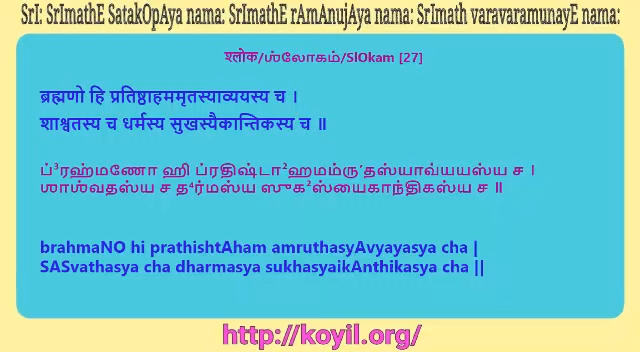 SrI: SrImathE SatakOpAya nama: SrImathE rAmAnujAya nama: SrImath varavaramunayE nama:
श्लोक/ஶ்லோகம்/SlOkam [27]
ब्रह्मणो हि प्रतिष्ठाहममृतस्याव्ययस्य च ।
शाश्वतस्य च धर्मस्य सुखस्यैकान्तिकस्य च ॥
ப்³ரஹ்மணோ ஹி ப்ரதிஷ்டா²ஹமம்ருʼதஸ்யாவ்யயஸ்ய ச ।
ஶாஶ்வதஸ்ய ச த⁴ர்மஸ்ய ஸுக²ஸ்யைகாந்திகஸ்ய ச ॥
brahmaNO hi prathishtAham amruthasyAvyayasya cha |
SASvathasya cha dharmasya sukhasyaikAnthikasya cha ||
http://koyil.org/